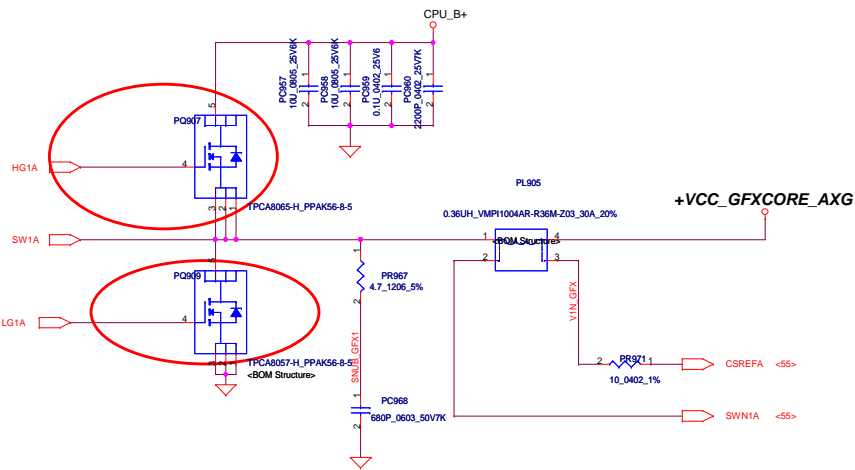 CPU_B+
PC957
10U_0805_25V6K
PC958
10U_0805_25V6K
PC959
0.1U_0402_25V6
PC960
2200P_0402_25V7K
1
2
1
2
1
2
1
2
5
PQ907
HG1A
4
TPCA8065-H_PPAK56-8-5
3
2
1
SW1A
PL905
0.36UH_VMPI1004AR-R36M-Z03_30A_20%
+VCC_GFXCORE_AXG
1
4
<BOM Structure>
2
3
5
PQ909
LG1A
4
TPCA8057-H_PPAK56-8-5
<BOM Structure>
3
2
1
1
PR967
4.7_1206_5%
2
SNUB_GFX1
1
PC968
680P_0603_50V7K
2
V1N_GFX
2
PR971
1
10_0402_1%
CSREFA <55>
SWN1A <55>